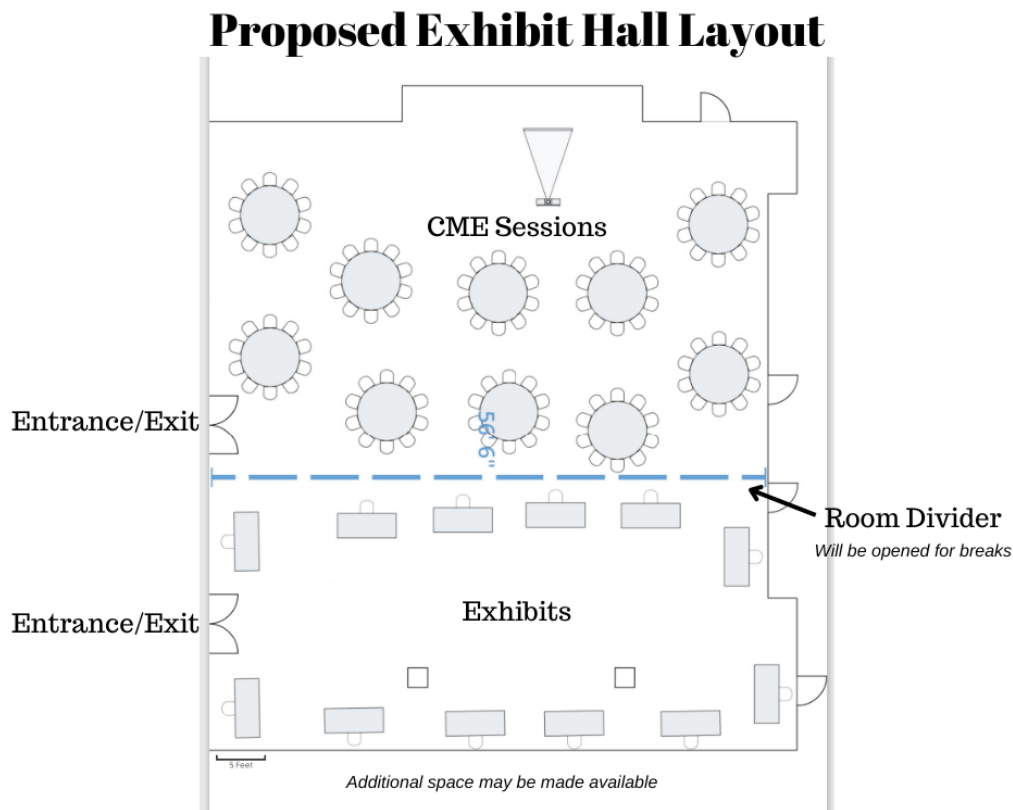 Proposed Exhibit Hall Layout
CME Sessions
Entrance/Exit
56' 6"
Room Divider
Will be opened for breaks
Exhibits
Entrance/Exit
5 Feet
Additional space may be made available